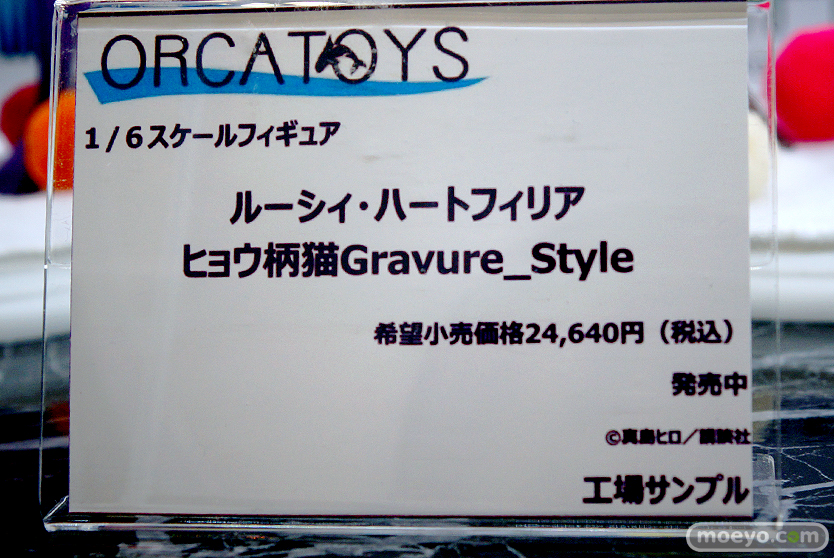 ORCATOYS
1/6スケールフィギュア
ルーシィ・ハートフィリア
ヒョウ柄猫Gravure_Style
希望小売価格24,640円（税込）
発売中
©真島ヒロ／講談社
工場サンプル
moeyo.com